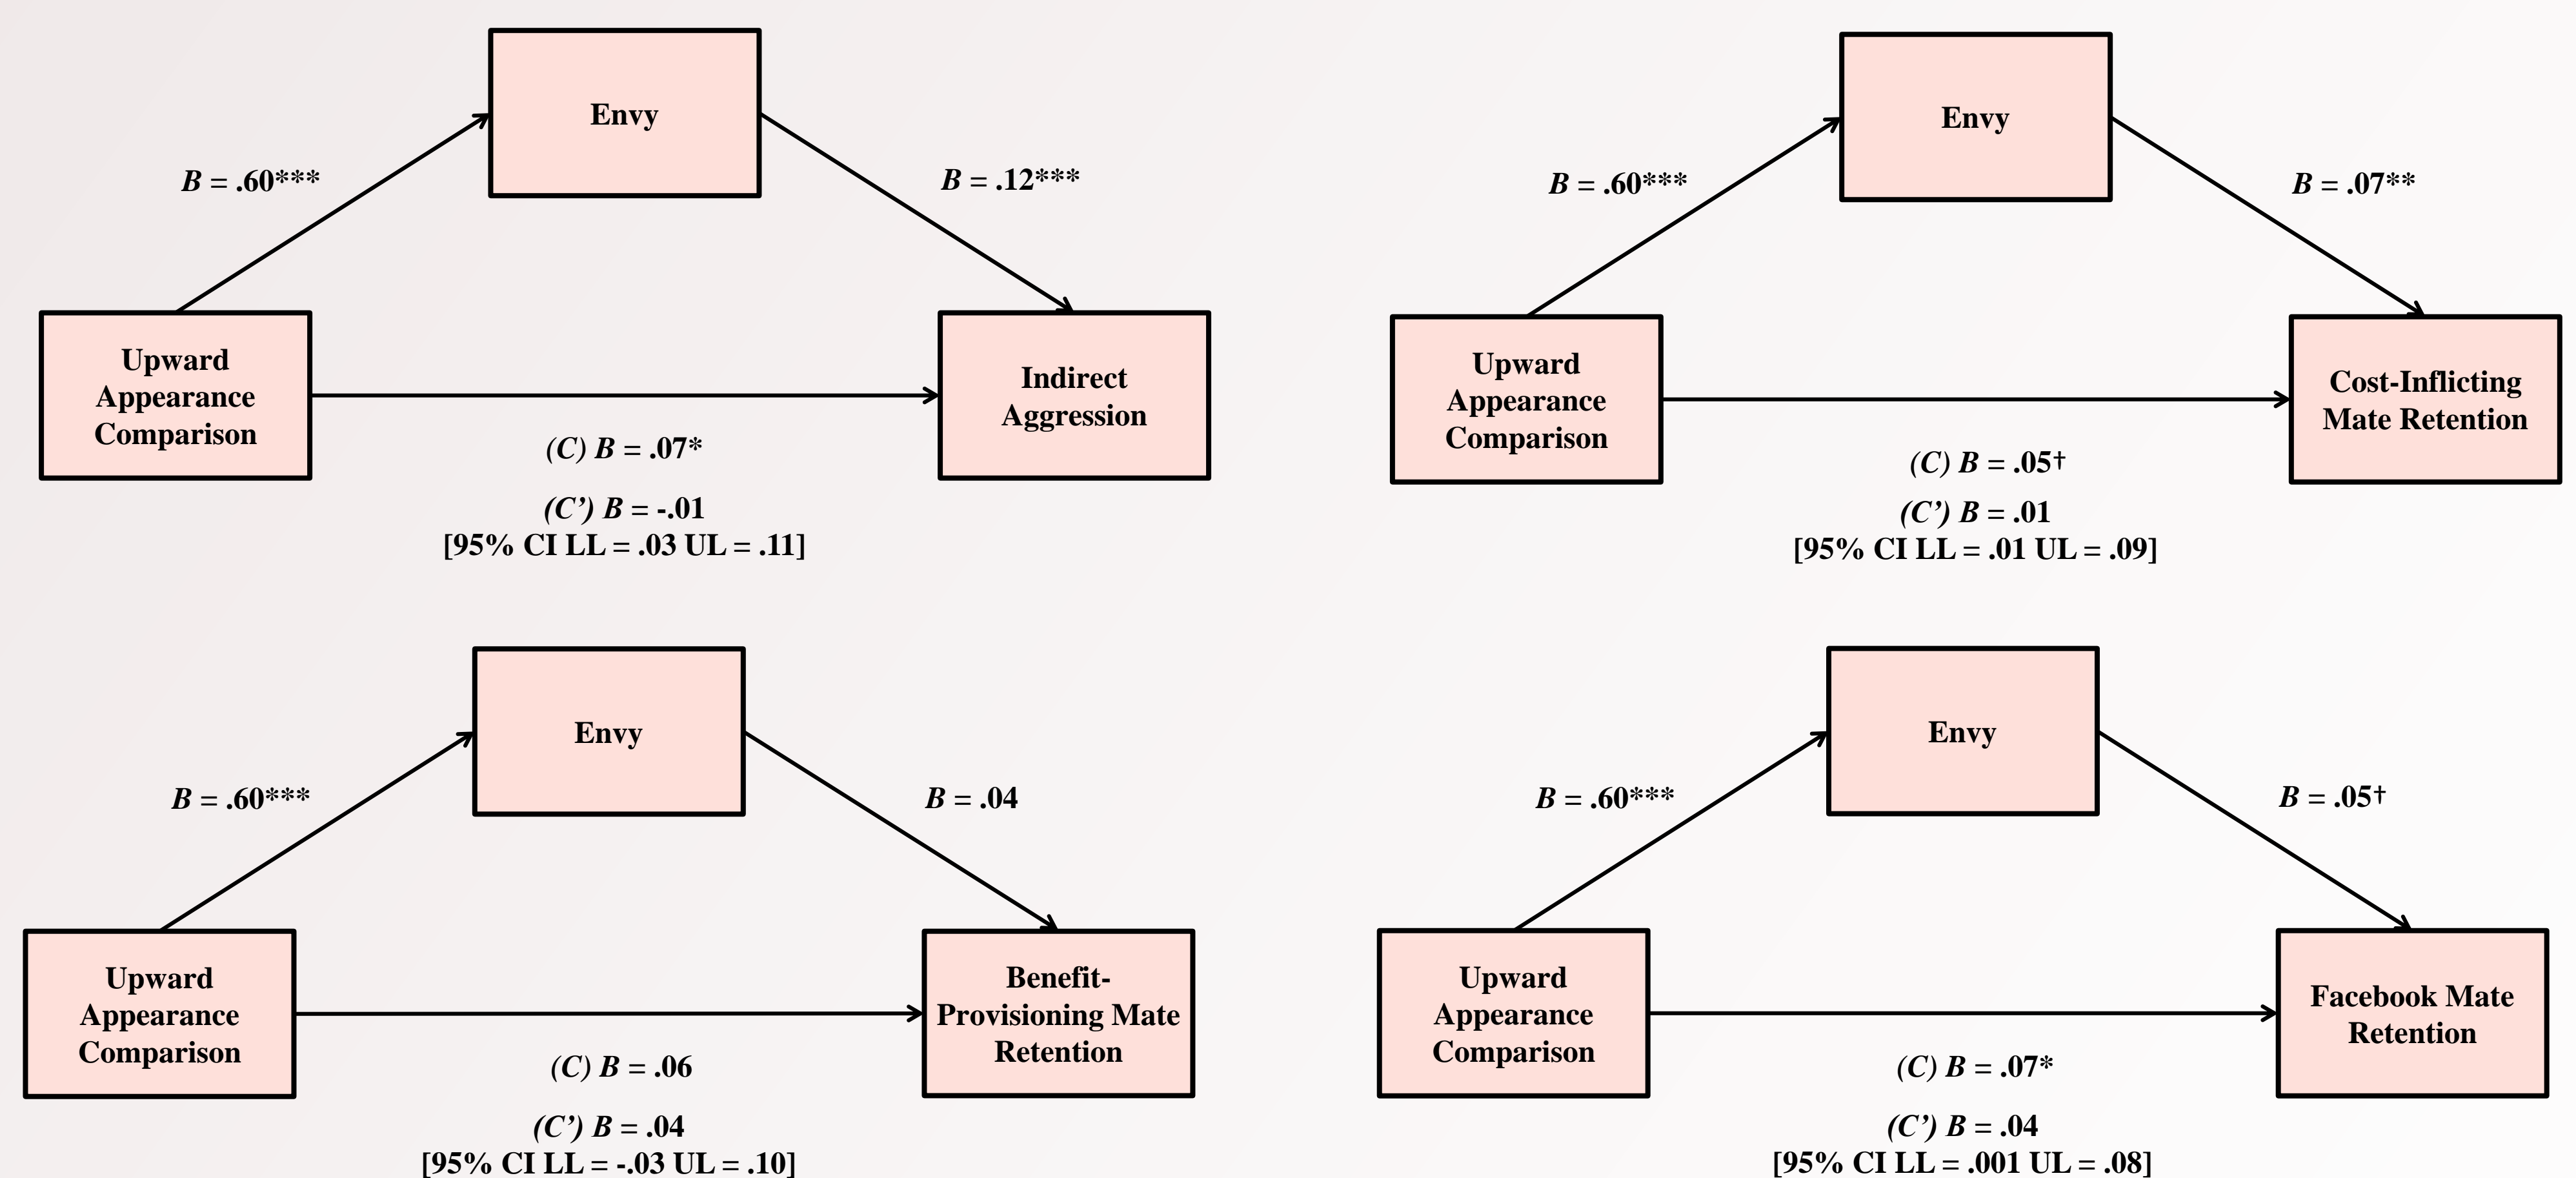 Envy
B = .60***
B = .12***
Upward
Appearance
Comparison
Indirect
Aggression
(C) B = .07*
(C’) B = -.01
[95% CI LL = .03 UL = .11]
Envy
B = .60***
B = .07**
Upward
Appearance
Comparison
Cost-Inflicting
Mate Retention
(C) B = .05†
(C’) B = .01
[95% CI LL = .01 UL = .09]
Envy
B = .60***
B = .04
Upward
Appearance
Comparison
Benefit-
Provisioning Mate
Retention
(C) B = .06
(C’) B = .04
[95% CI LL = -.03 UL = .10]
Envy
B = .60***
B = .05†
Upward
Appearance
Comparison
Facebook Mate
Retention
(C) B = .07*
(C’) B = .04
[95% CI LL = .001 UL = .08]